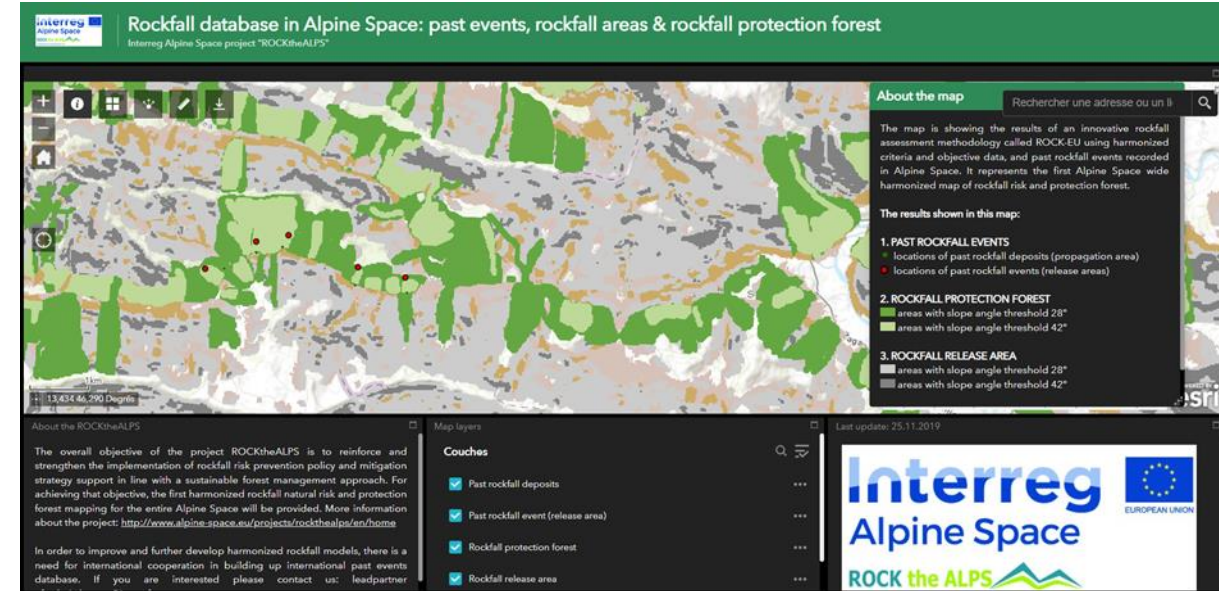 Interreg
Alpine Space
ROCK the ALPS
Rockfall database in Alpine Space: past events, rockfall areas & rockfall protection forest
Interreg Alpine Space project "ROCKtheALPS"
About the map
Rechercher une adresse ou un li
The map is showing the results of an innovative rockfall
assessment methodology called ROCK-EU using harmonized
criteria and objective data, and past rockfall events recorded
in Alpine Space. It represents the first Alpine Space wide
harmonized map of rockfall risk and protection forest.
The results shown in this map:
1. PAST ROCKFALL EVENTS
locations of past rockfall deposits (propagation area)
locations of past rockfall events (release areas)
2. ROCKFALL PROTECTION FOREST
areas with slope angle threshold 28°
areas with slope angle threshold 42°
3. ROCKFALL RELEASE AREA
areas with slope angle threshold 28°
areas with slope angle threshold 42°
1km
13,434 46,290 Degrés
esri
About the ROCKtheALPS
The overall objective of the project ROCKtheALPS is to reinforce and
strengthen the implementation of rockfall risk prevention policy and mitigation
strategy support in line with a sustainable forest management approach. For
achieving that objective, the first harmonized rockfall natural risk and protection
forest mapping for the entire Alpine Space will be provided. More information
about the project: http://www.alpine-space.eu/projects/rockthealps/en/home
In order to improve and further develop harmonized rockfall models, there is a
need for international cooperation in building up international past events
database. If you are interested please contact us: leadpartner
Map layers
Couches
Past rockfall deposits
Past rockfall event (release area)
Rockfall protection forest
Rockfall release area
Last update: 25.11.2019
Interreg
EUROPEAN UNION
Alpine Space
ROCK the ALPS